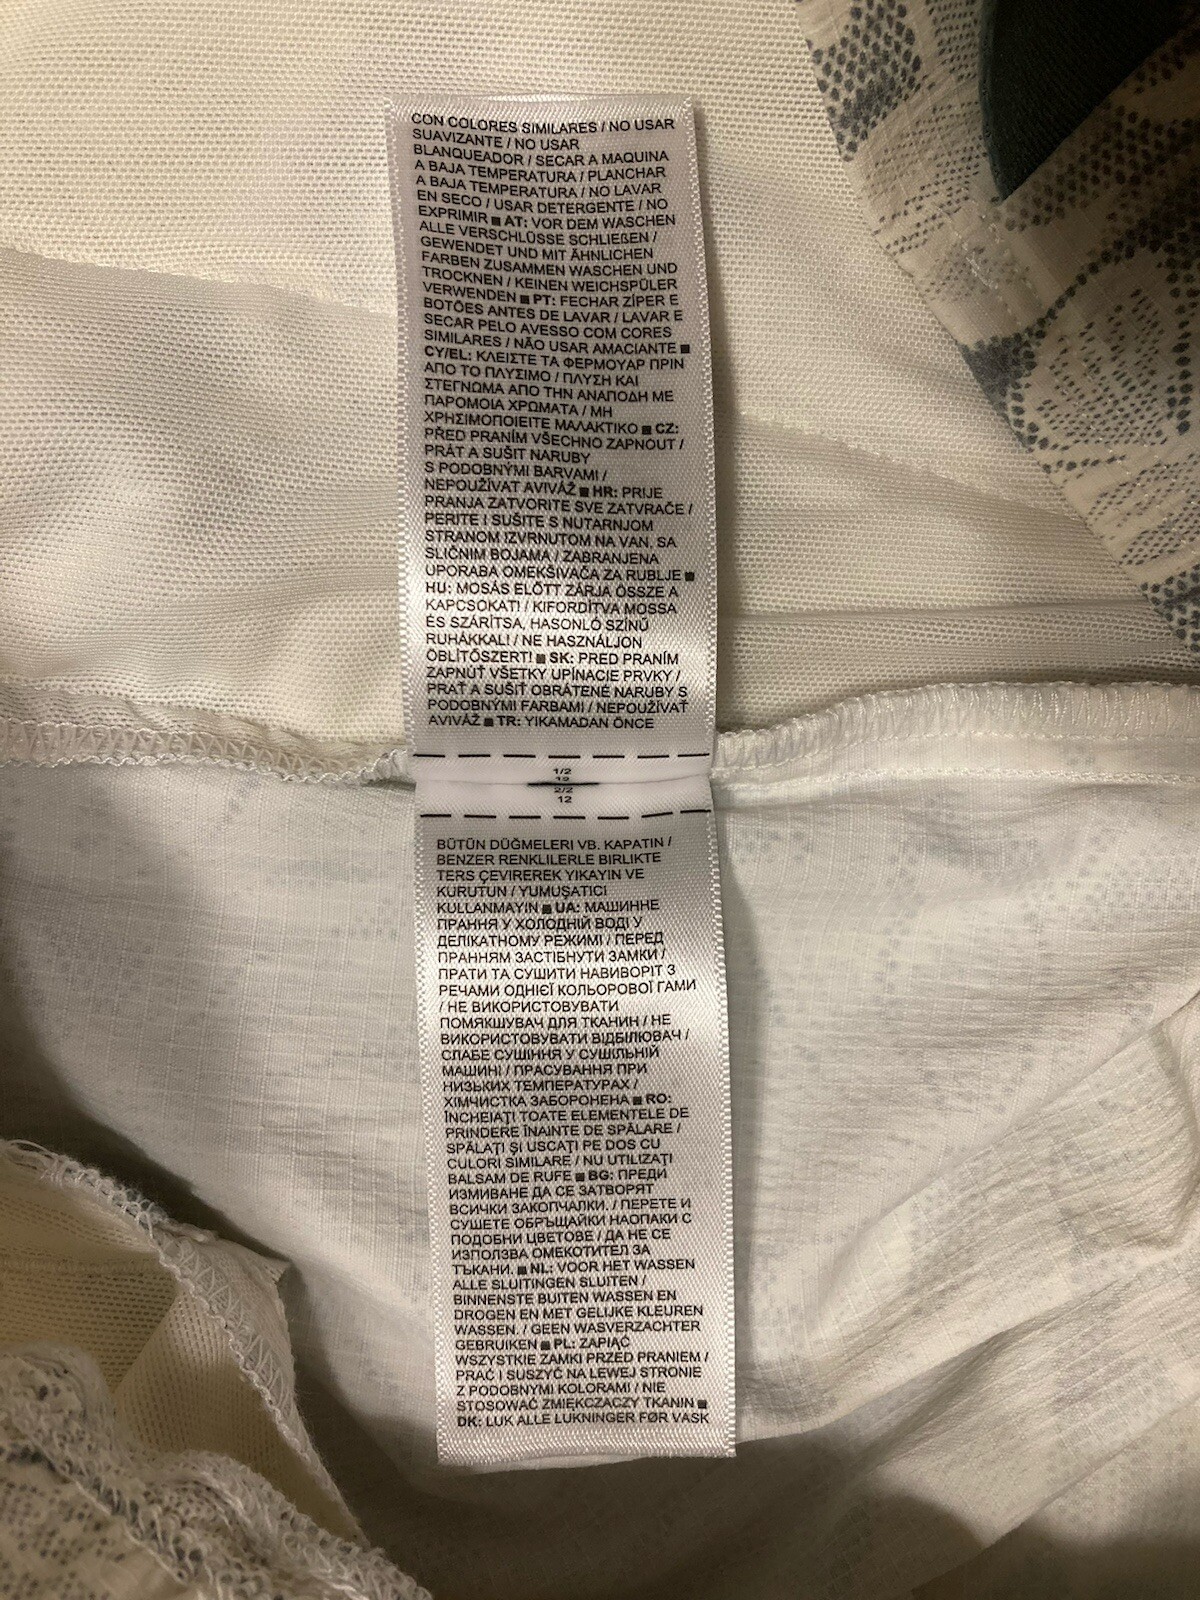 CON COLORES SIMILARES / NO USAR
SUAVIZANTE / NO USAR
BLANQUEADOR / SECAR A MAQUINA
A BAJA TEMPERATURA / PLANCHAR
A BAJA TEMPERATURA / NO LAVAR
EN SECO / USAR DETERGENTE / NO
EXPRIMIR ■ AT: VOR DEM WASCHEN
ALLE VERSCHLÜSSE SCHLIEßEN /
GEWENDET UND MIT ÄHNLICHEN
FARBEN ZUSAMMEN WASCHEN UND
TROCKNEN / KEINEN WEICHSPÜLER
VERWENDEN ■ PT: FECHAR ZÍPER E
BOTÕES ANTES DE LAVAR / LAVAR E
SECAR PELO AVESSO COM CORES
SIMILARES / NÃO USAR AMACIANTE ■
CY/EL: ΚΛΕΙΣΤΕ ΤΑ ΦΕΡΜΟΥΑΡ ΠΡΙΝ
ΑΠΟ ΤΟ ΠΛΥΣΙΜΟ / ΠΛΥΣΗ ΚΑΙ
ΣΤΕΓΝΩΜΑ ΑΠΟ ΤΗΝ ΑΝΑΠΟΔΗ ΜΕ
ΠΑΡΟΜΟΙΑ ΧΡΩΜΑΤΑ / ΜΗ
ΧΡΗΣΙΜΟΠΟΙΕΙΤΕ ΜΑΛΑΚΤΙΚΟ ■ CZ:
PŘED PRANÍM VŠECHNO ZAPNOUT /
PRÁT A SUŠIT NARUBY
S PODOBNÝMI BARVAMI /
NEPOUŽÍVAT AVIVÁŽ ■ HR: PRIJE
PRANJA ZATVORITE SVE ZATVRAČE /
PERITE I SUŠITE S NUTARNJOM
STRANOM IZVRNUTOM NA VAN, SA
SLIČNIM BOJAMA / ZABRANJENA
UPORABA OMEKŠIVAČA ZA RUBLJE ■
HU: MOSÁS ELŐTT ZÁRJA ÖSSZE A
KAPCSOKAT! / KIFORDÍTVA MOSSA
ÉS SZÁRÍTSA, HASONLÓ SZÍNŰ
RUHÁKKAL! / NE HASZNÁLJON
ÖBLÍTŐSZERT! ■ SK: PRED PRANÍM
ZAPNÚŤ VŠETKY UPÍNACIE PRVKY /
PRAŤ A SUŠIŤ OBRÁTENÉ NARUBY S
PODOBNÝMI FARBAMI / NEPOUŽÍVAŤ
AVIVÁŽ ■ TR: YIKAMADAN ÖNCE
1/2
12
2/2
12
BÜTÜN DÜĞMELERI VB. KAPATIN /
BENZER RENKLILERLE BIRLIKTE
TERS ÇEVIREREK YIKAYIN VE
KURUTUN / YUMUŞATICI
KULLANMAYIN ■ UA: МАШИННЕ
ПРАННЯ У ХОЛОДНІЙ ВОДІ У
ДЕЛІКАТНОМУ РЕЖИМІ / ПЕРЕД
ПРАННЯМ ЗАСТІБНУТИ ЗАМКИ /
ПРАТИ ТА СУШИТИ НАВИВОРІТ З
РЕЧАМИ ОДНІЄЇ КОЛЬОРОВОЇ ГАМИ
/ НЕ ВИКОРИСТОВУВАТИ
ПОМЯКШУВАЧ ДЛЯ ТКАНИН / НЕ
ВИКОРИСТОВУВАТИ ВІДБІЛЮВАЧ /
СЛАБЕ СУШІННЯ У СУШІЛЬНІЙ
МАШИНІ / ПРАСУВАННЯ ПРИ
НИЗЬКИХ ТЕМПЕРАТУРАХ /
ХІМЧИСТКА ЗАБОРОНЕНА ■ RO:
ÎNCHEIAȚI TOATE ELEMENTELE DE
PRINDERE ÎNAINTE DE SPĂLARE /
SPĂLAȚI ȘI USCAȚI PE DOS CU
CULORI SIMILARE / NU UTILIZAȚI
BALSAM DE RUFE ■ BG: ПРЕДИ
ИЗМИВАНЕ ДА СЕ ЗАТВОРЯТ
ВСИЧКИ ЗАКОПЧАЛКИ. / ПЕРЕТЕ И
СУШЕТЕ ОБРЪЩАЙКИ НАОПАКИ С
ПОДОБНИ ЦВЕТОВЕ / ДА НЕ СЕ
ИЗПОЛЗВА ОМЕКОТИТЕЛ ЗА
ТЪКАНИ. ■ NL: VOOR HET WASSEN
ALLE SLUITINGEN SLUITEN /
BINNENSTE BUITEN WASSEN EN
DROGEN EN MET GELIJKE KLEUREN
WASSEN. / GEEN WASVERZACHTER
GEBRUIKEN ■ PL: ZAPIĄĆ
WSZYSTKIE ZAMKI PRZED PRANIEM /
PRAĆ I SUSZYĆ NA LEWEJ STRONIE
Z PODOBNYMI KOLORAMI / NIE
STOSOWAĆ ZMIĘKCZACZY TKANIN ■
DK: LUK ALLE LUKNINGER FØR VASK